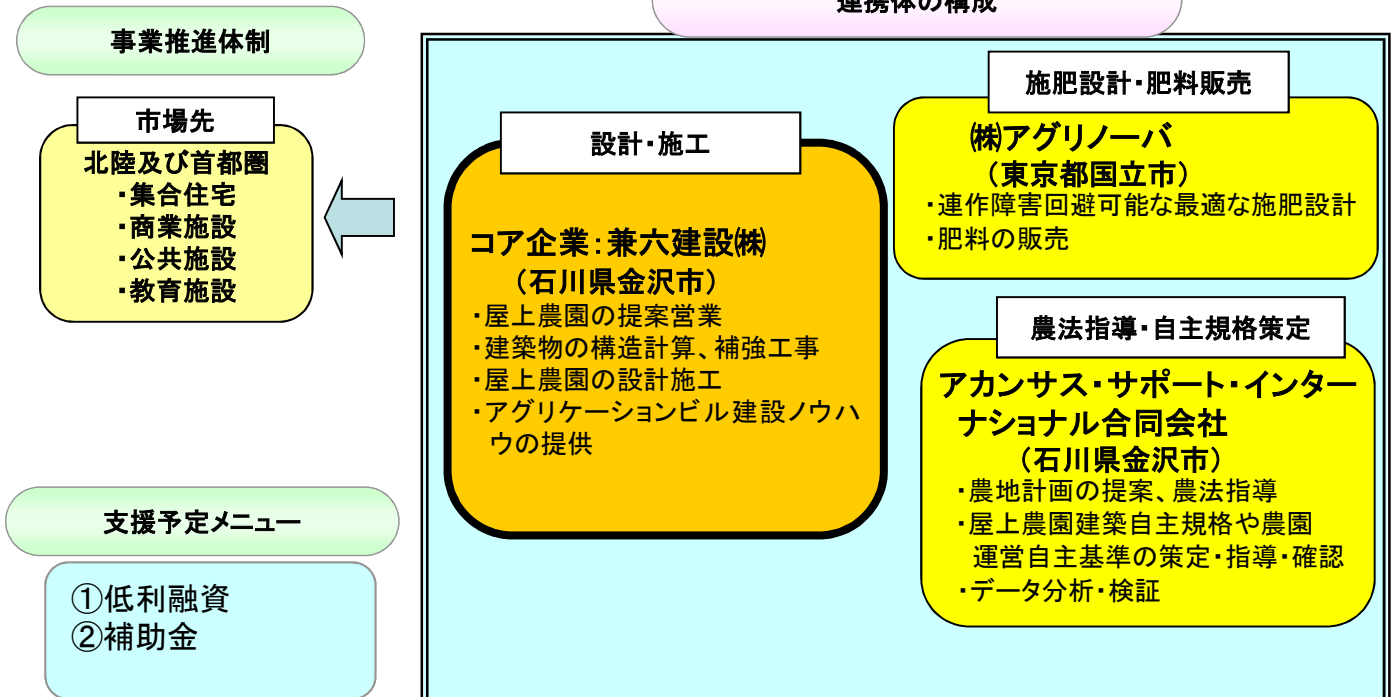 連携体の構成
事業推進体制
市場先
北陸及び首都圏
・集合住宅
・商業施設
・公共施設
・教育施設
設計・施工
コア企業：兼六建設㈱
（石川県金沢市）
・屋上農園の提案営業
・建築物の構造計算、補強工事
・屋上農園の設計施工
・アグリケーションビル建設ノウハ
ウの提供
施肥設計・肥料販売
㈱アグリノーバ
（東京都国立市）
・連作障害回避可能な最適な施肥設計
・肥料の販売
農法指導・自主規格策定
アカンサス・サポート・インター
ナショナル合同会社
（石川県金沢市）
・農地計画の提案、農法指導
・屋上農園建築自主規格や農園
運営自主基準の策定・指導・確認
・データ分析・検証
支援予定メニュー
①低利融資
②補助金